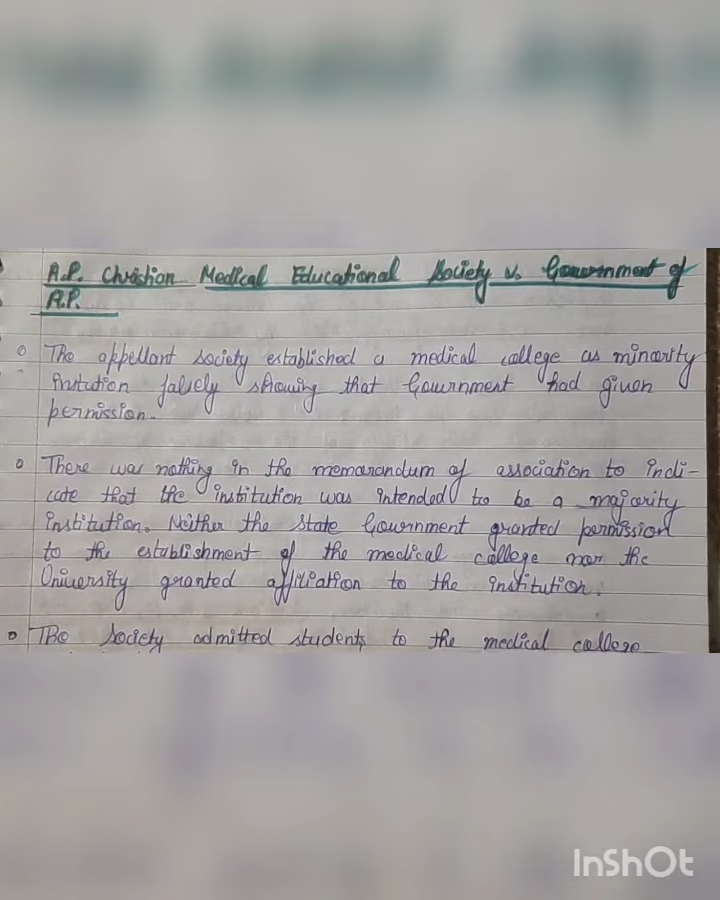 A.P. Christian Medical Educational Society v. Government of
A.P.
The appellant society established a medical college as minority
Intution falsely showing that Government had given
permission.
There was nothing in the memorandum of association to indi-
cate that the institution was intended to be a majority
institution. Neither the State Government granted permission
to the establishment of the medical college nor the
University granted affiliation to the institution.
The Society admitted students to the medical college
InShOt